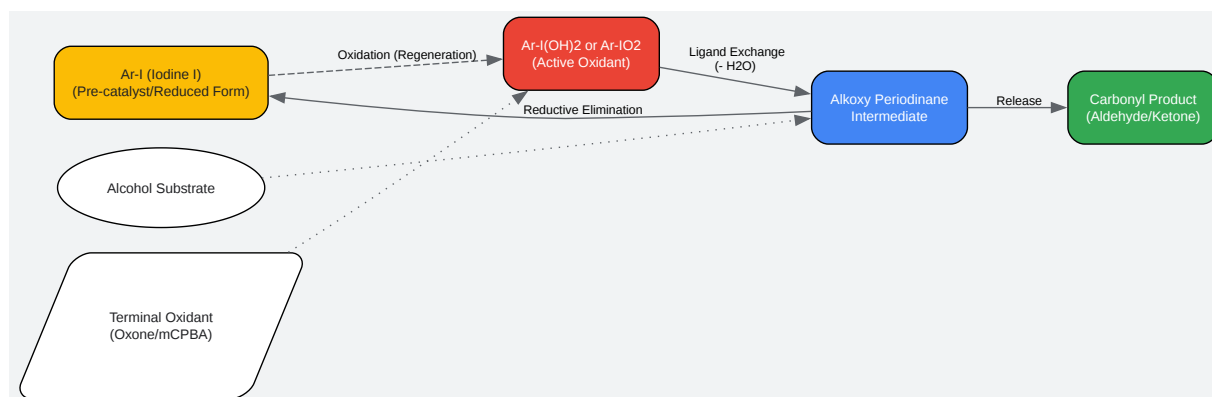 Ar-I (Iodine I)
(Pre-catalyst/Reduced Form)
Oxidation (Regeneration)
Ar-I(OH)2 or Ar-IO2
(Active Oxidant)
Ligand Exchange
(- H2O)
Reductive Elimination
Alkoxy Periodinane
Intermediate
Release
Carbonyl Product
(Aldehyde/Ketone)
Alcohol Substrate
Terminal Oxidant
(Oxone/mCPBA)